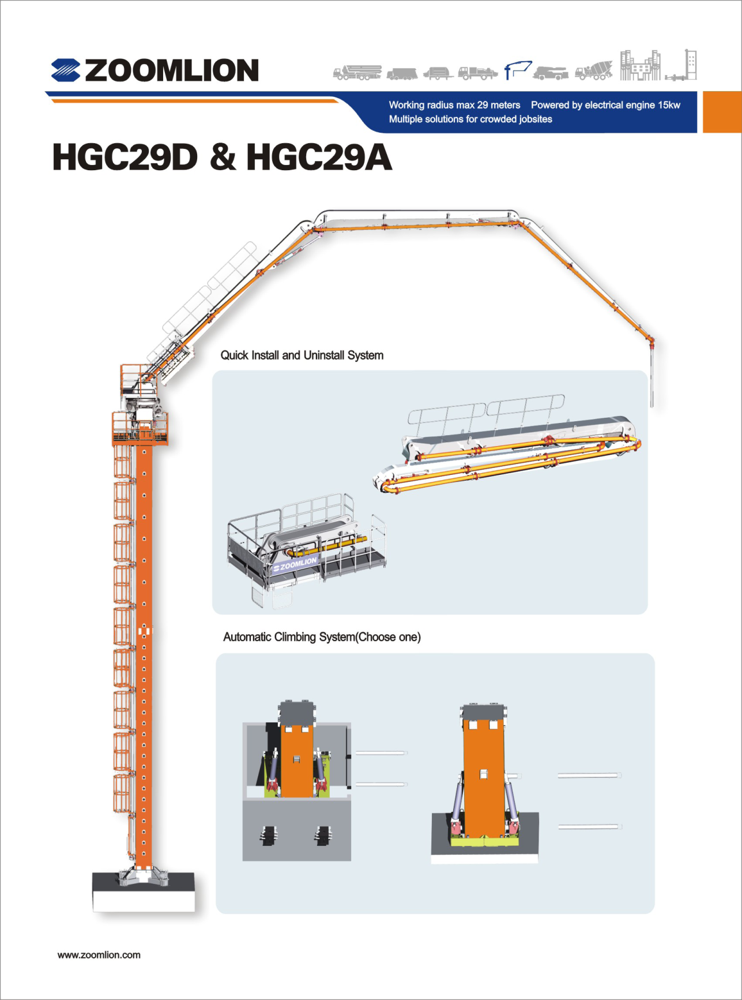 ZOOMLION
Working radius max 29 meters Powered by electrical engine 15kw
Multiple solutions for crowded jobsites
HGC29D & HGC29A
Quick Install and Uninstall System
ZOOMLION
Automatic Climbing System(Choose one)
www.zoomlion.com